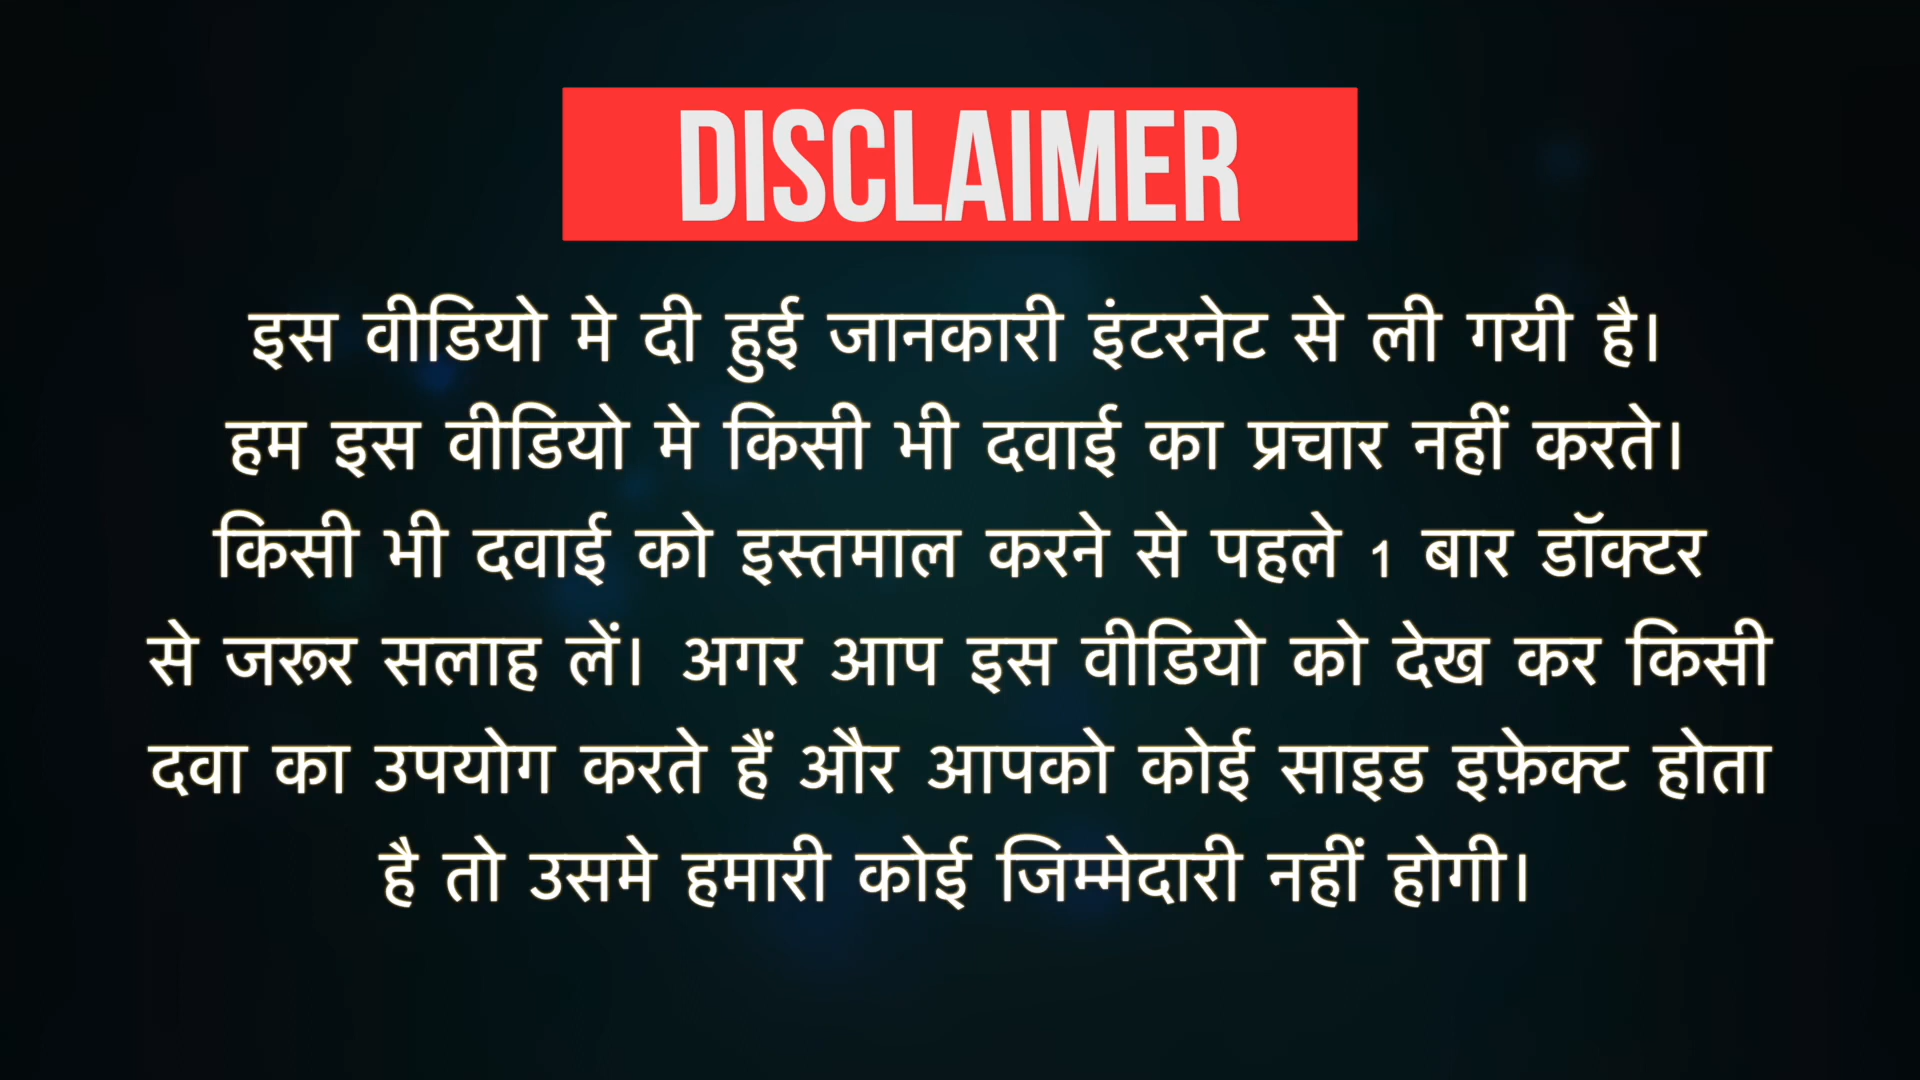 DISCLAIMER
इस वीडियो मे दी हुई जानकारी इंटरनेट से ली गयी है।
हम इस वीडियो मे किसी भी दवाई का प्रचार नहीं करते।
किसी भी दवाई को इस्तमाल करने से पहले 1 बार डॉक्टर
से जरूर सलाह लें। अगर आप इस वीडियो को देख कर किसी
दवा का उपयोग करते हैं और आपको कोई साइड इफ़ेक्ट होता
है तो उसमे हमारी कोई जिम्मेदारी नहीं होगी।